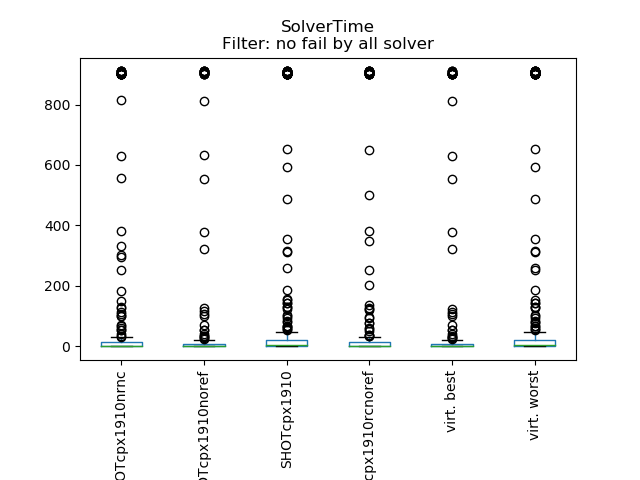 SolverTime
Filter: no fail by all solver
800
600
400
200
0
OTcpx1910nrnc
OTcpx1910noref
SHOTcpx1910
cpx1910rcnoref
virt. best
virt. worst